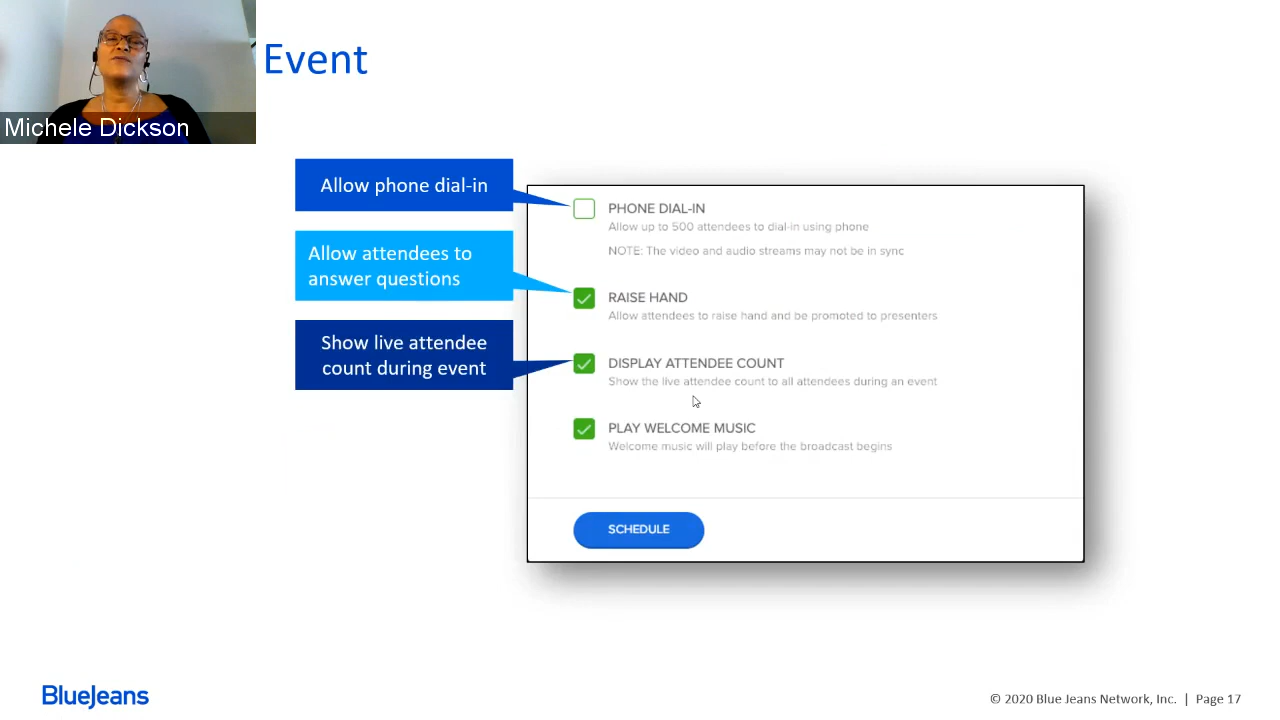 Michele Dickson
Event
Allow phone dial-in
Allow attendees to
answer questions
Show live attendee
count during event
PHONE DIAL-IN
Allow up to 500 attendees to dial-in using phone
NOTE: The video and audio streams may not be in sync
RAISE HAND
Allow attendees to raise hand and be promoted to presenters
DISPLAY ATTENDEE COUNT
Show the live attendee count to all attendees during an event
PLAY WELCOME MUSIC
Welcome music will play before the broadcast begins
SCHEDULE
BlueJeans
© 2020 Blue Jeans Network, Inc. | Page 17